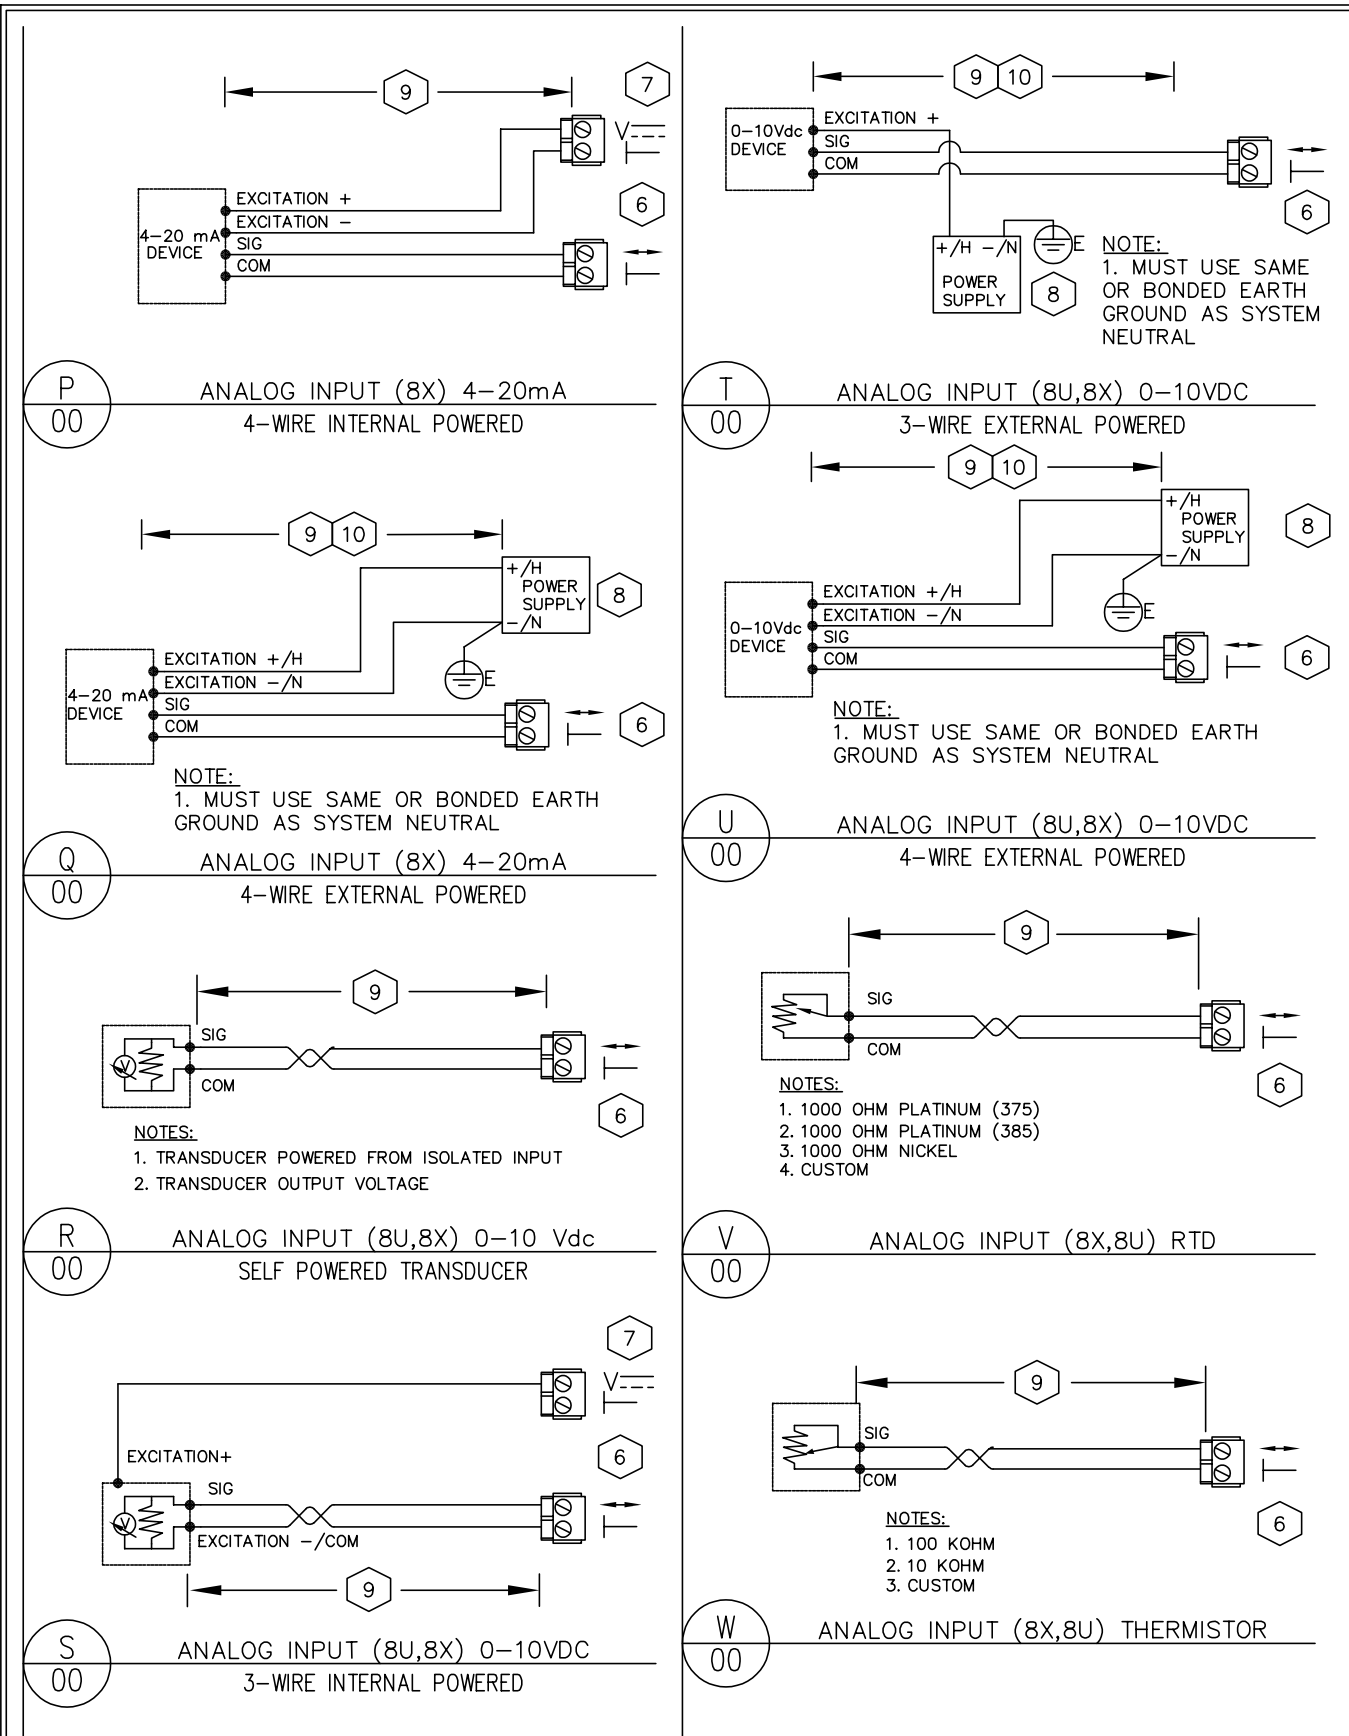 9
7
V
EXCITATION +
EXCITATION −
4−20 mA
DEVICE
SIG
COM
6
P
00
ANALOG INPUT (8X) 4−20mA
4−WIRE INTERNAL POWERED
9 10
+/H
POWER
SUPPLY
−/N
8
E
EXCITATION +/H
EXCITATION −/N
4−20 mA
DEVICE
SIG
COM
6
NOTE:
1. MUST USE SAME OR BONDED EARTH
GROUND AS SYSTEM NEUTRAL
Q
00
ANALOG INPUT (8X) 4−20mA
4−WIRE EXTERNAL POWERED
9
SIG
V
COM
6
NOTES:
1. TRANSDUCER POWERED FROM ISOLATED INPUT
2. TRANSDUCER OUTPUT VOLTAGE
R
00
ANALOG INPUT (8U,8X) 0−10 Vdc
SELF POWERED TRANSDUCER
7
V
EXCITATION+
6
SIG
V
EXCITATION −/COM
9
S
00
ANALOG INPUT (8U,8X) 0−10VDC
3−WIRE INTERNAL POWERED
9 10
0−10Vdc
DEVICE
EXCITATION +
SIG
COM
6
+/H −/N
POWER
SUPPLY
E
8
NOTE:
1. MUST USE SAME
OR BONDED EARTH
GROUND AS SYSTEM
NEUTRAL
T
00
ANALOG INPUT (8U,8X) 0−10VDC
3−WIRE EXTERNAL POWERED
9 10
+/H
POWER
SUPPLY
−/N
8
E
EXCITATION +/H
EXCITATION −/N
0−10Vdc
DEVICE
SIG
COM
6
NOTE:
1. MUST USE SAME OR BONDED EARTH
GROUND AS SYSTEM NEUTRAL
U
00
ANALOG INPUT (8U,8X) 0−10VDC
4−WIRE EXTERNAL POWERED
9
SIG
COM
6
NOTES:
1. 1000 OHM PLATINUM (375)
2. 1000 OHM PLATINUM (385)
3. 1000 OHM NICKEL
4. CUSTOM
V
00
ANALOG INPUT (8X,8U) RTD
9
SIG
COM
6
NOTES:
1. 100 KOHM
2. 10 KOHM
3. CUSTOM
W
00
ANALOG INPUT (8X,8U) THERMISTOR